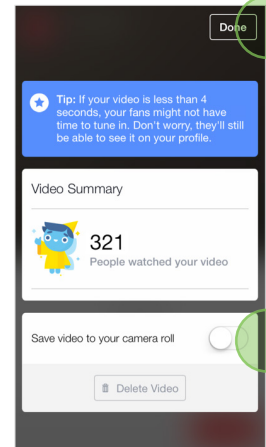 Done
Tip: If your video is less than 4
seconds, your fans might not have
time to tune in. Don't worry, they'll still
be able to see it on your profile.
Video Summary
321
People watched your video
Save video to your camera roll
Delete Video